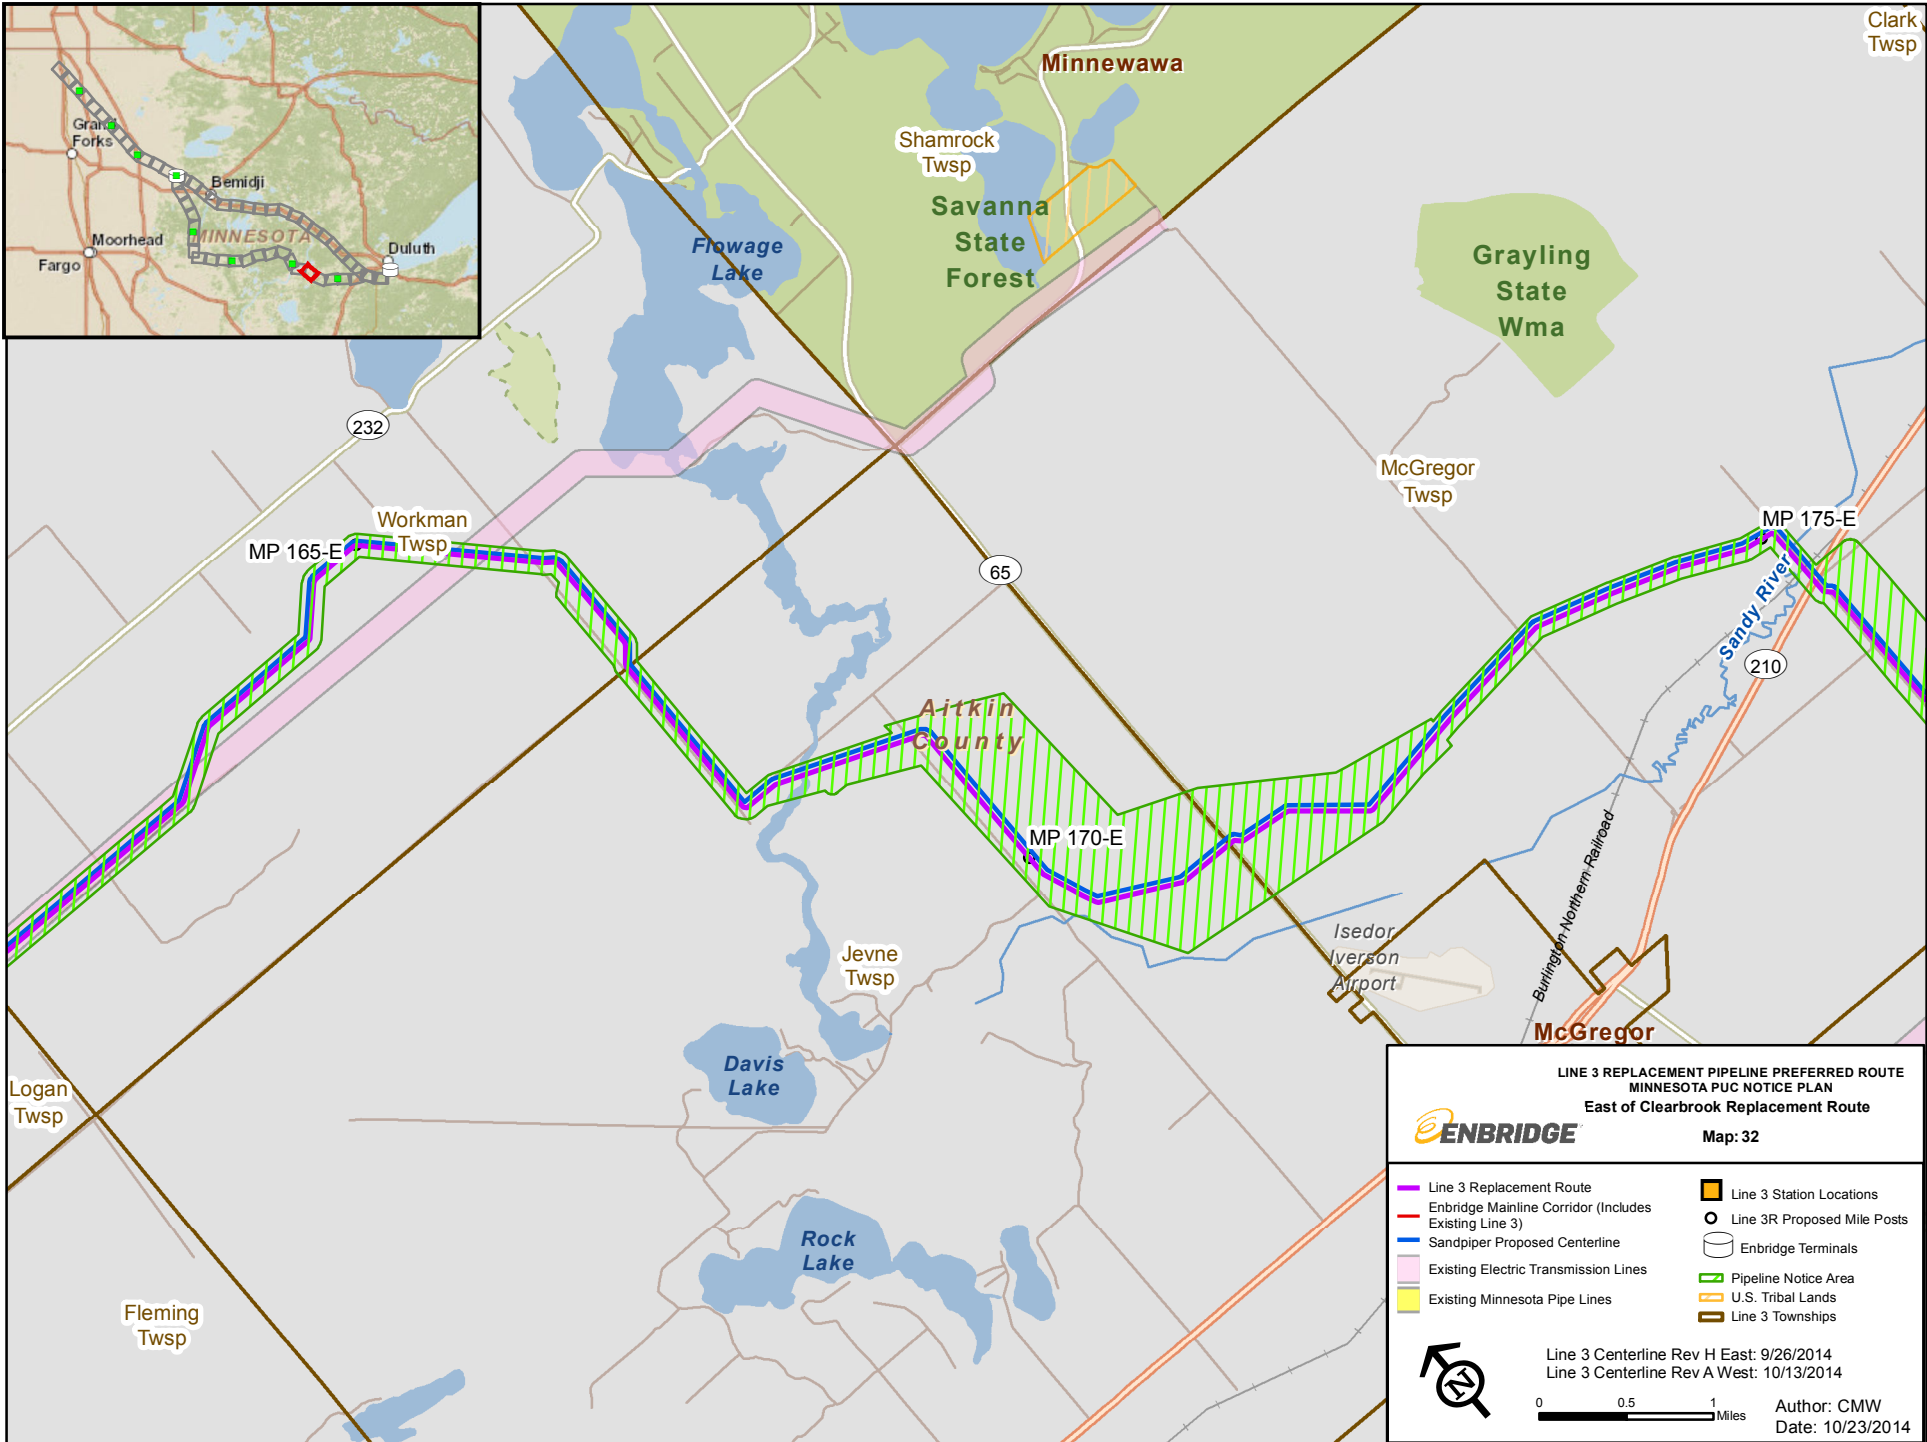 Grand
Forks
Bemidji
Moorhead
MINNESOTA
Fargo
Duluth
Clark
Twsp
Minnewawa
Shamrock
Twsp
Savanna
State
Forest
Flowage
Lake
Grayling
State
Wma
232
McGregor
Twsp
Workman
Twsp
MP 165-E
MP 175-E
65
Sandy River
210
Aitkin
County
MP 170-E
Burlington Northern Railroad
Isedor
Iverson
Airport
Jevne
Twsp
McGregor
Davis
Lake
Logan
Twsp
Rock
Lake
Fleming
Twsp
LINE 3 REPLACEMENT PIPELINE PREFERRED ROUTE
MINNESOTA PUC NOTICE PLAN
East of Clearbrook Replacement Route
ENBRIDGE
Map: 32
Line 3 Replacement Route
Enbridge Mainline Corridor (Includes
Existing Line 3)
Sandpiper Proposed Centerline
Existing Electric Transmission Lines
Existing Minnesota Pipe Lines
Line 3 Station Locations
Line 3R Proposed Mile Posts
Enbridge Terminals
Pipeline Notice Area
U.S. Tribal Lands
Line 3 Townships
N
Line 3 Centerline Rev H East: 9/26/2014
Line 3 Centerline Rev A West: 10/13/2014
0 0.5 1
Miles
Author: CMW
Date: 10/23/2014